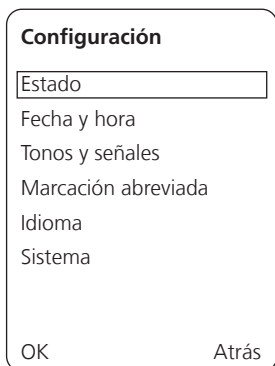 Configuración
Estado
Fecha y hora
Tonos y señales
Marcación abreviada
Idioma
Sistema
OK Atrás